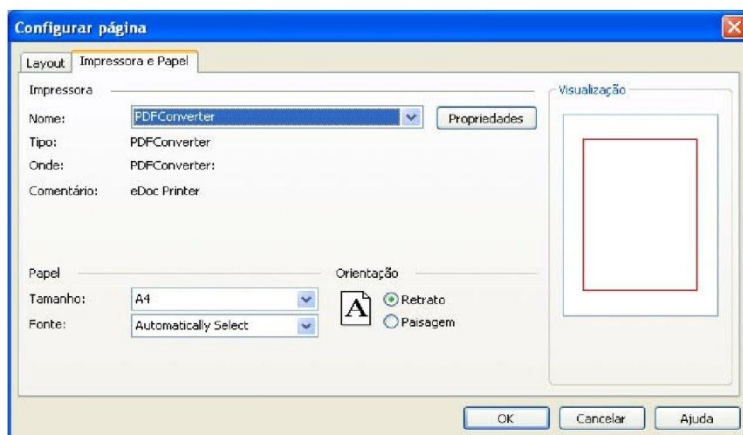 Configurar página
Layout Impressora e Papel
Impressora
Nome: PDFConverter Propriedades
Tipo: PDFConverter
Onde: PDFConverter:
Comentário: eDoc Printer
Visualização
Papel
Tamanho: A4
Fonte: Automatically Select
Orientação
A
Retrato
Paisagem
OK Cancelar Ajuda